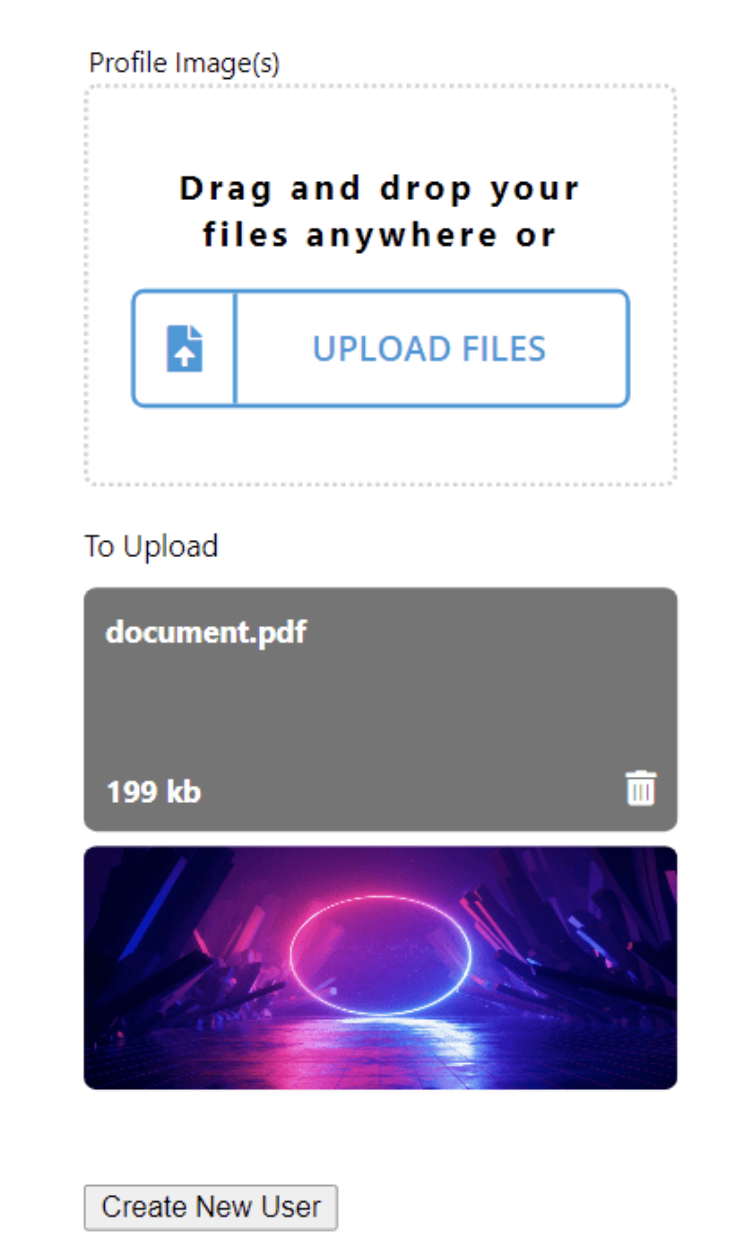 Profile Image(s)
Drag and drop your
files anywhere or
UPLOAD FILES
To Upload
document.pdf
199 kb
Create New User